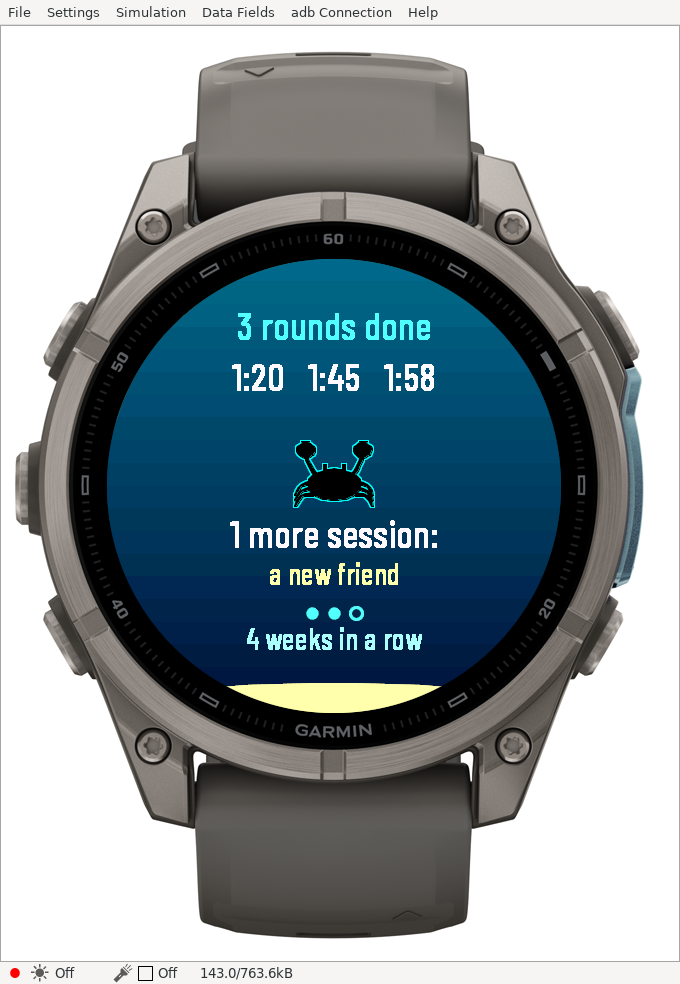 File Settings Simulation Data Fields adb Connection Help
60
50
3 rounds done
1:20 1:45 1:58
1 more session:
a new friend
40
20
4 weeks in a row
GARMIN
Off Off 143.0/763.6kB